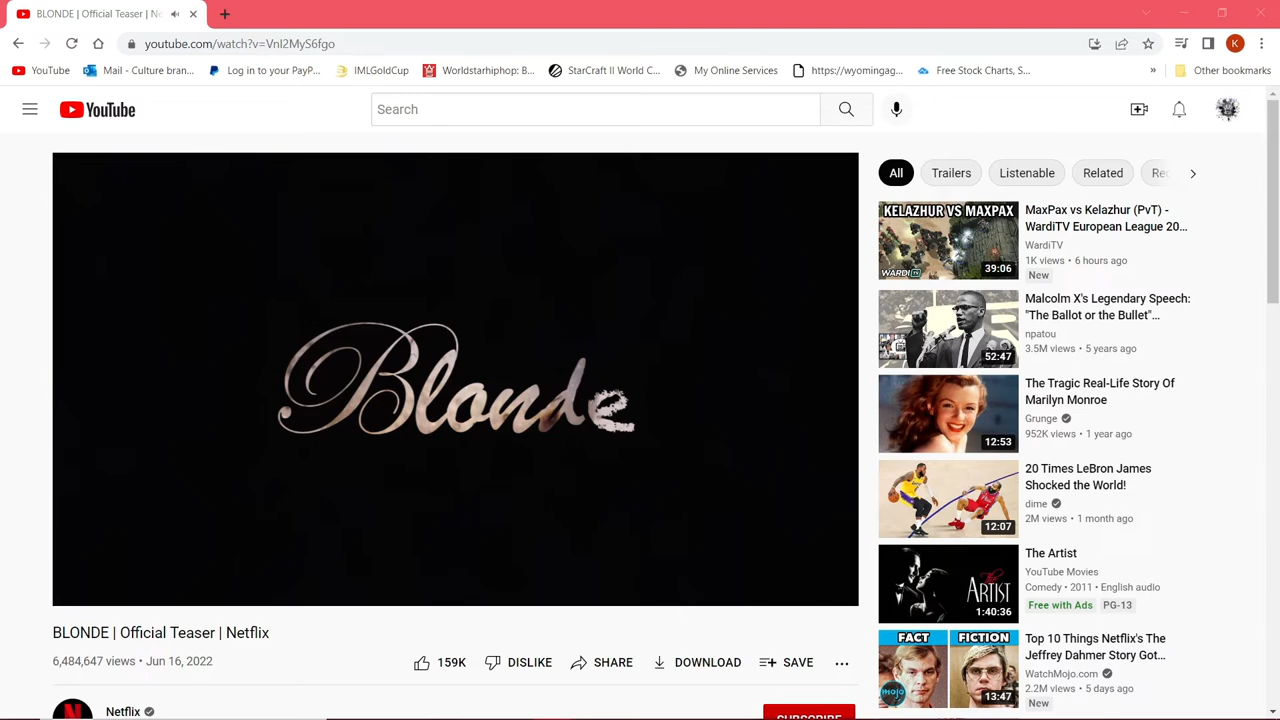 BLONDE | Official Teaser | Ne
youtube.com/watch?v=VnI2MyS6fgo
K
YouTube
Mail - Culture bran...
Log in to your PayP...
IMLGoldCup
Worldstarhiphop: B...
StarCraft II World C...
My Online Services
https://wyomingag...
Free Stock Charts, S...
»
Other bookmarks
YouTube
Search
Blonde
All
Trailers
Listenable
Related
Rec
KELAZHUR VS MAXPAX
WARDITV
39:06
MaxPax vs Kelazhur (PvT) -
WardiTV European League 20...
WardiTV
1K views • 6 hours ago
New
52:47
Malcolm X's Legendary Speech:
"The Ballot or the Bullet"...
npatou
3.5M views • 5 years ago
12:53
The Tragic Real-Life Story Of
Marilyn Monroe
Grunge
952K views • 1 year ago
12:07
20 Times LeBron James
Shocked the World!
dime
2M views • 1 month ago
The ARTIST
1:40:36
The Artist
YouTube Movies
Comedy • 2011 • English audio
Free with Ads
PG-13
FACT
FICTION
mojo
13:47
Top 10 Things Netflix's The
Jeffrey Dahmer Story Got...
WatchMojo.com
2.2M views • 5 days ago
New
BLONDE | Official Teaser | Netflix
6,484,647 views • Jun 16, 2022
159K
DISLIKE
SHARE
DOWNLOAD
SAVE
N
Netflix
SUBSCRIBE